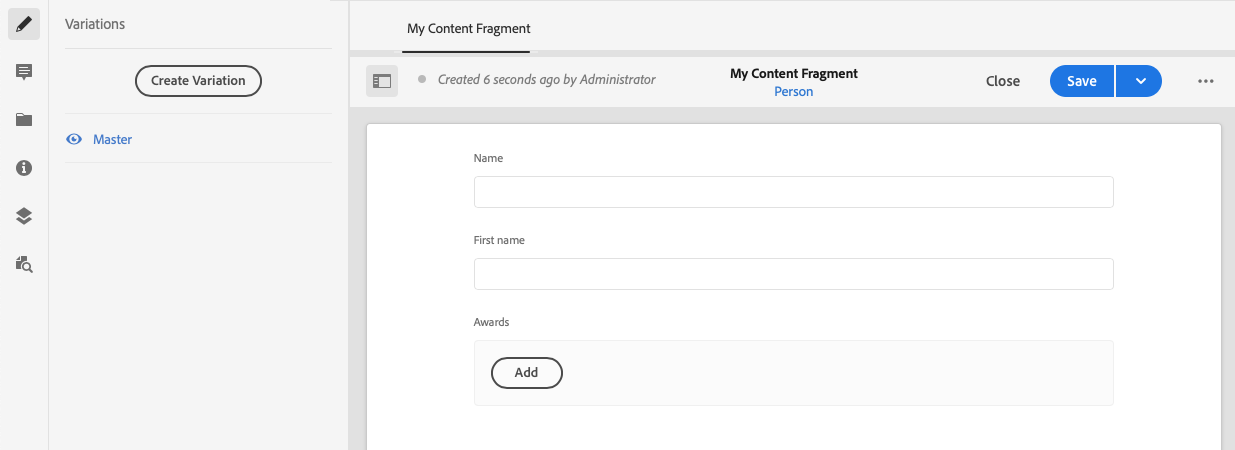 Variations
Create Variation
Master
My Content Fragment
Created 6 seconds ago by Administrator
My Content Fragment
Person
Close
Save
Name
First name
Awards
Add